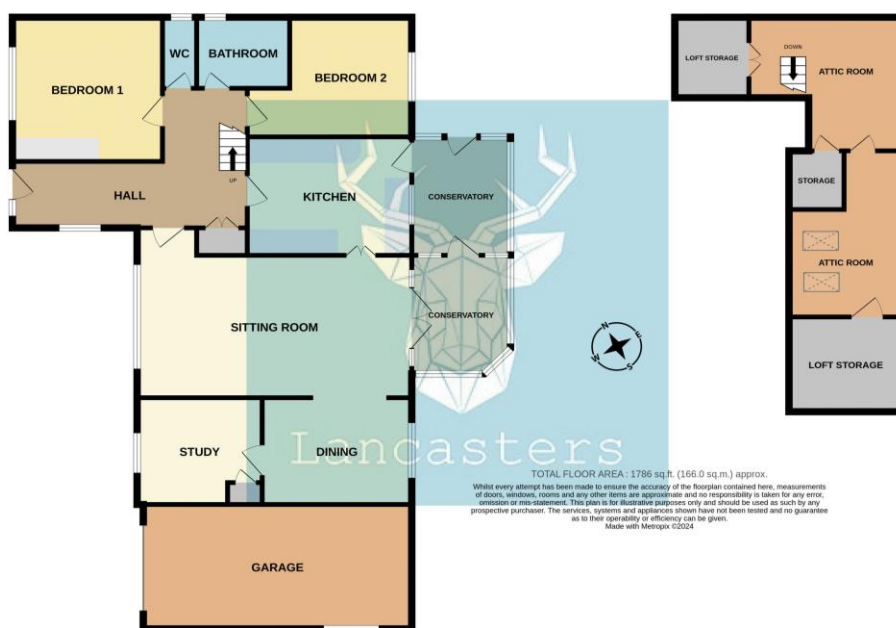 WC
BATHROOM
BEDROOM 1
BEDROOM 2
HALL
UP
KITCHEN
CONSERVATORY
SITTING ROOM
CONSERVATORY
STUDY
DINING
GARAGE
LOFT STORAGE
DOWN
ATTIC ROOM
STORAGE
ATTIC ROOM
LOFT STORAGE
N
E
S
W
Lancasters
TOTAL FLOOR AREA : 1786 sq.ft. (166.0 sq.m.) approx.
Whilst every attempt has been made to ensure the accuracy of the floorplan contained here, measurements
of doors, windows, rooms and any other items are approximate and no responsibility is taken for any error,
omission or mis-statement. This plan is for illustrative purposes only and should be used as such by any
prospective purchaser. The services, systems and appliances shown have not been tested and no guarantee
as to their operability or efficiency can be given.
Made with Metropix ©2024